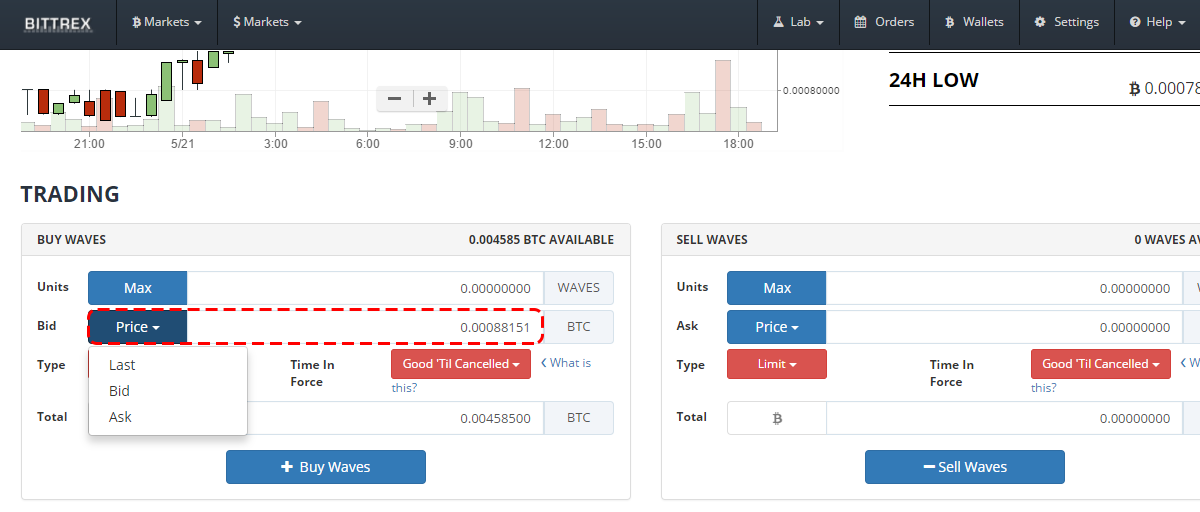 BITTREX
₿ Markets
$ Markets
Lab
Orders
₿ Wallets
Settings
Help
0.00080000
21:00 5/21 3:00 6:00 9:00 12:00 15:00 18:00
24H LOW
₿ 0.00078
TRADING
BUY WAVES 0.004585 BTC AVAILABLE
Units Max 0.00000000 WAVES
Bid Price 0.00088151 BTC
Type Time In Force Good 'Til Cancelled What is this?
Last
Bid
Ask
Total 0.00458500 BTC
+ Buy Waves
SELL WAVES 0 WAVES AV
Units Max 0.00000000
Ask Price 0.00000000
Type Limit Time In Force Good 'Til Cancelled
this?
Total ₿ 0.00000000
− Sell Waves